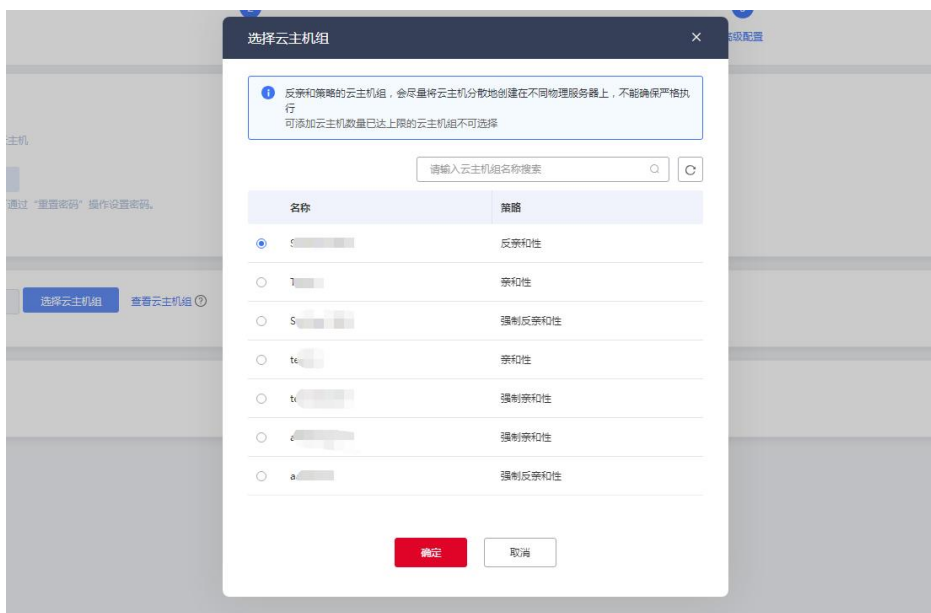 选择云主机组
高级配置
反亲和策略的云主机组，会尽量将云主机分散地创建在不同物理服务器上，不能确保严格执
行
可添加云主机数量已达上限的云主机组不可选择
主机
请输入云主机组名称搜索
通过“重置密码”操作设置密码。
名称 策略
反亲和性
亲和性
选择云主机组 查看云主机组
强制反亲和性
te 亲和性
强制亲和性
强制亲和性
a 强制反亲和性
确定 取消